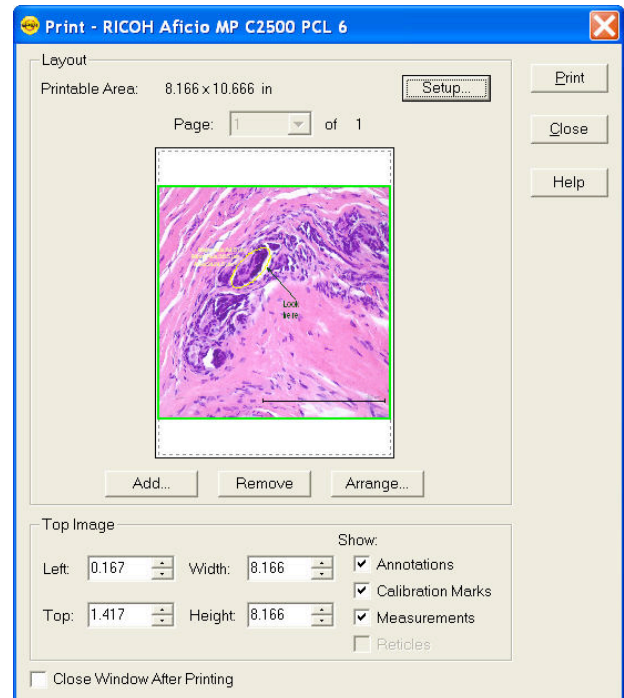 Print - RICOH Aficio MP C2500 PCL 6
Layout
Printable Area: 8.166 x 10.666 in
Setup...
Print
Page: 1 of 1
Close
Help
Look
here
Add... Remove Arrange...
Top Image
Show:
Left: 0.167 Width: 8.166
Annotations
Calibration Marks
Top: 1.417 Height: 8.166
Measurements
Reticles
Close Window After Printing